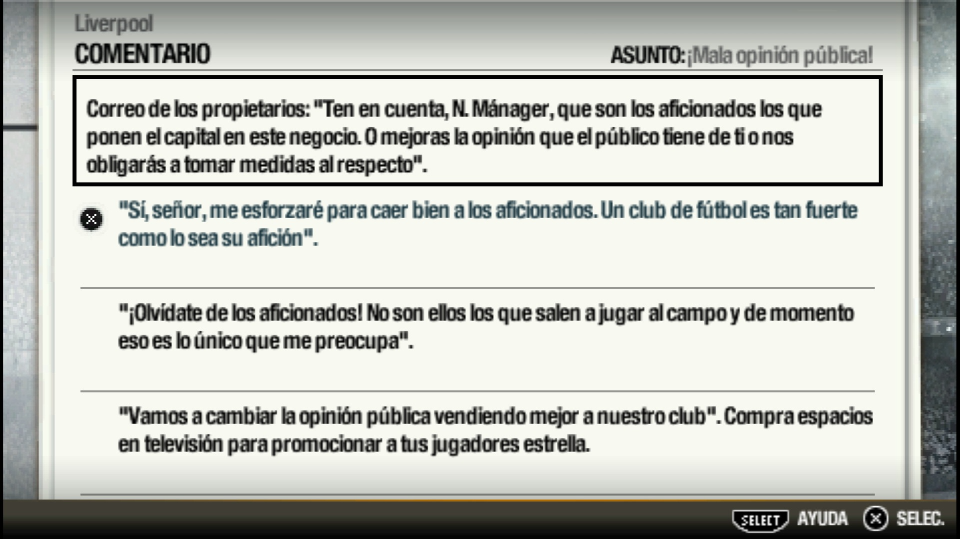 Liverpool
COMENTARIO
ASUNTO: ¡Mala opinión pública!
Correo de los propietarios: "Ten en cuenta, N. Mánager, que son los aficionados los que
ponen el capital en este negocio. O mejoras la opinión que el público tiene de ti o nos
obligarás a tomar medidas al respecto".
"Sí, señor, me esforzaré para caer bien a los aficionados. Un club de fútbol es tan fuerte
como lo sea su afición".
"¡Olvídate de los aficionados! No son ellos los que salen a jugar al campo y de momento
eso es lo único que me preocupa".
"Vamos a cambiar la opinión pública vendiendo mejor a nuestro club". Compra espacios
en televisión para promocionar a tus jugadores estrella.
SELECT AYUDA SELEC.